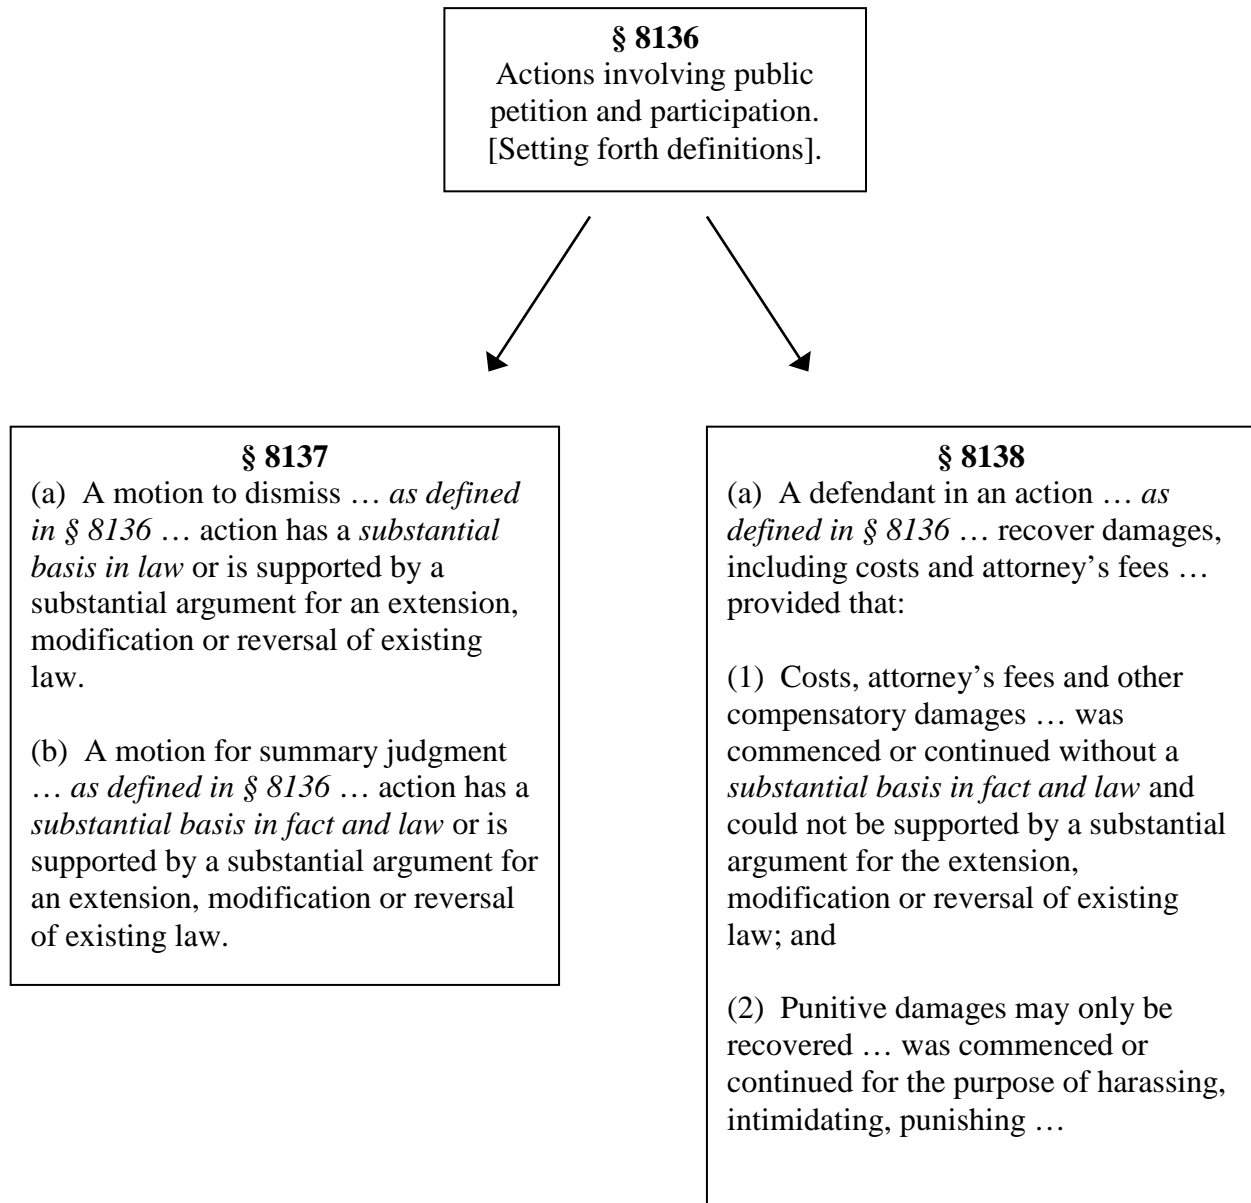 § 8136
Actions involving public
petition and participation.
[Setting forth definitions].
§ 8137
(a)  A motion to dismiss … as defined
in § 8136 … action has a substantial
basis in law or is supported by a
substantial argument for an extension,
modification or reversal of existing
law.
(b)  A motion for summary judgment
… as defined in § 8136 … action has a
substantial basis in fact and law or is
supported by a substantial argument for
an extension, modification or reversal
of existing law.
§ 8138
(a)  A defendant in an action … as
defined in § 8136 … recover damages,
including costs and attorney’s fees …
provided that:
(1)  Costs, attorney’s fees and other
compensatory damages … was
commenced or continued without a
substantial basis in fact and law and
could not be supported by a substantial
argument for the extension,
modification or reversal of existing
law; and
(2)  Punitive damages may only be
recovered … was commenced or
continued for the purpose of harassing,
intimidating, punishing …